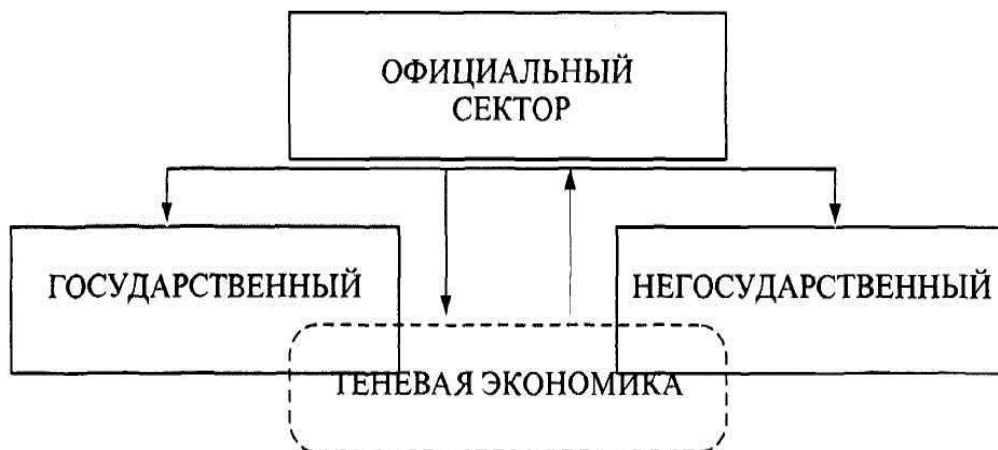 ОФИЦИАЛЬНЫЙ
СЕКТОР
ГОСУДАРСТВЕННЫЙ
НЕГОСУДАРСТВЕННЫЙ
ТЕНЕВАЯ ЭКОНОМИКА